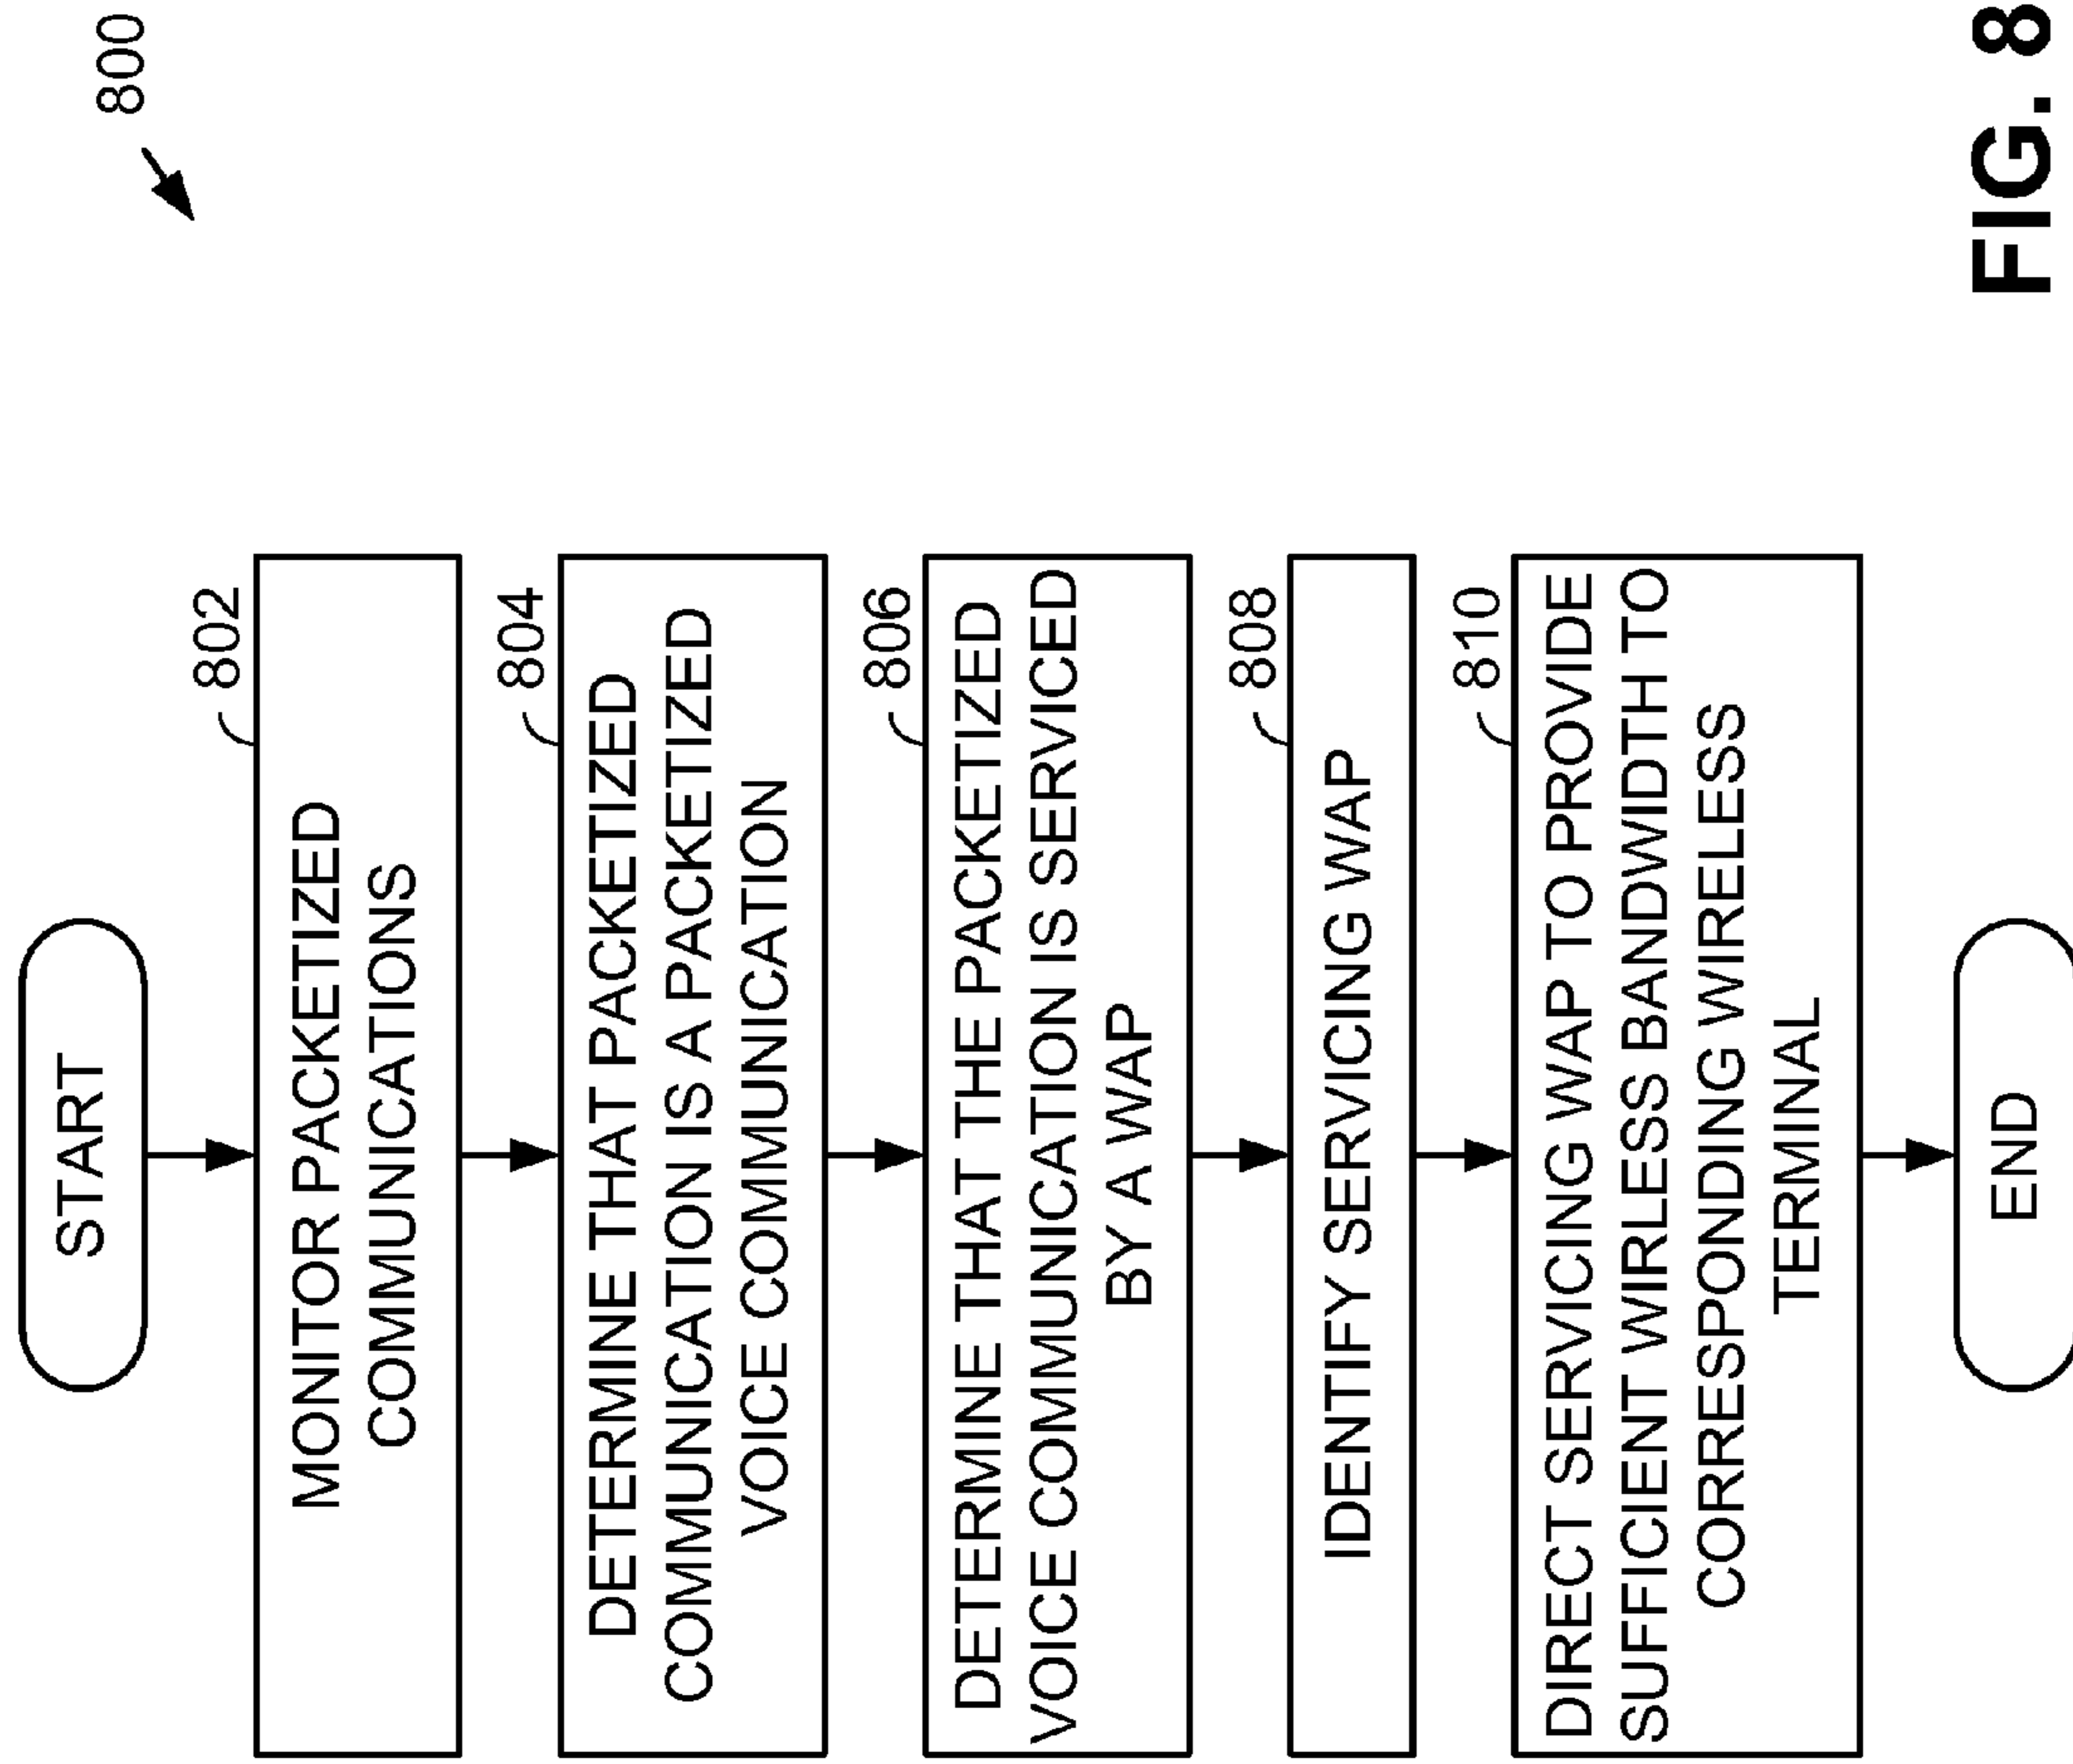 800
START
802
MONITOR PACKETIZED
COMMUNICATIONS
804
DETERMINE THAT PACKETIZED
COMMUNICATION IS A PACKETIZED
VOICE COMMUNICATION
806
DETERMINE THAT THE PACKETIZED
VOICE COMMUNICATION IS SERVICED
BY A WAP
808
IDENTIFY SERVICING WAP
810
DIRECT SERVICING WAP TO PROVIDE
SUFFICIENT WIRLESS BANDWIDTH TO
CORRESPONDING WIRELESS
TERMINAL
END
FIG. 8